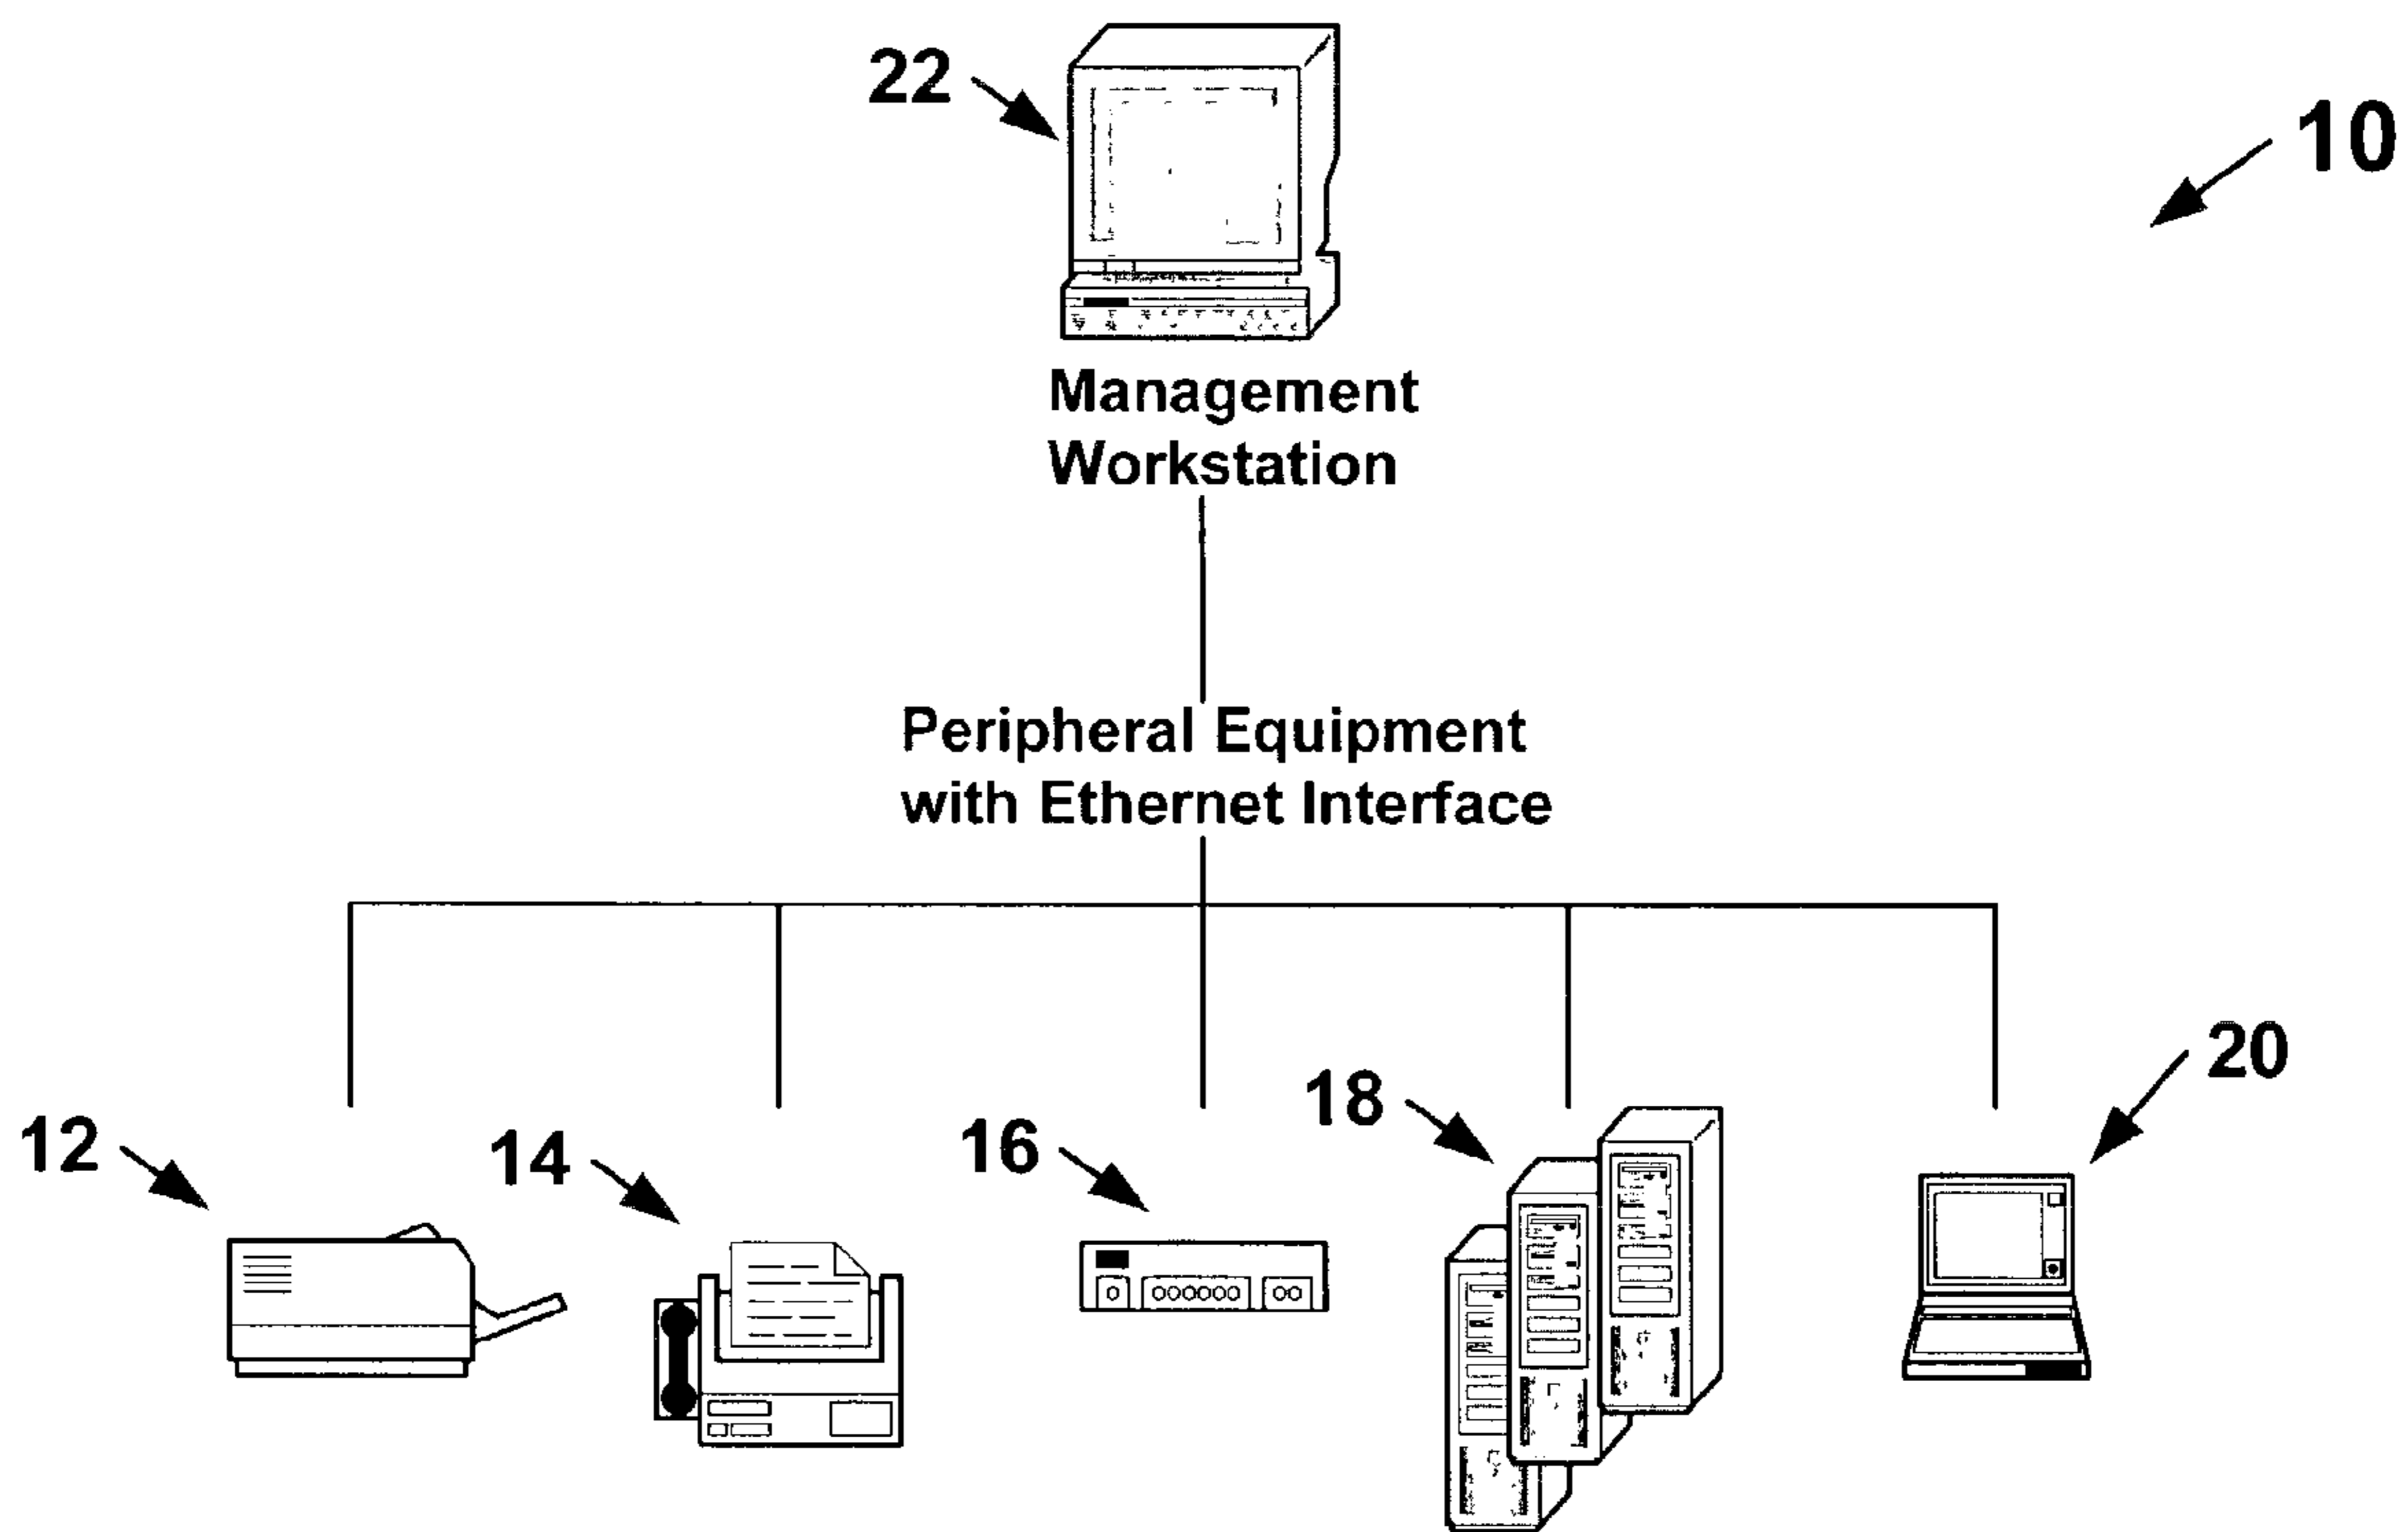 22
10
Management
Workstation
Peripheral Equipment
with Ethernet Interface
20
18
12
14
16